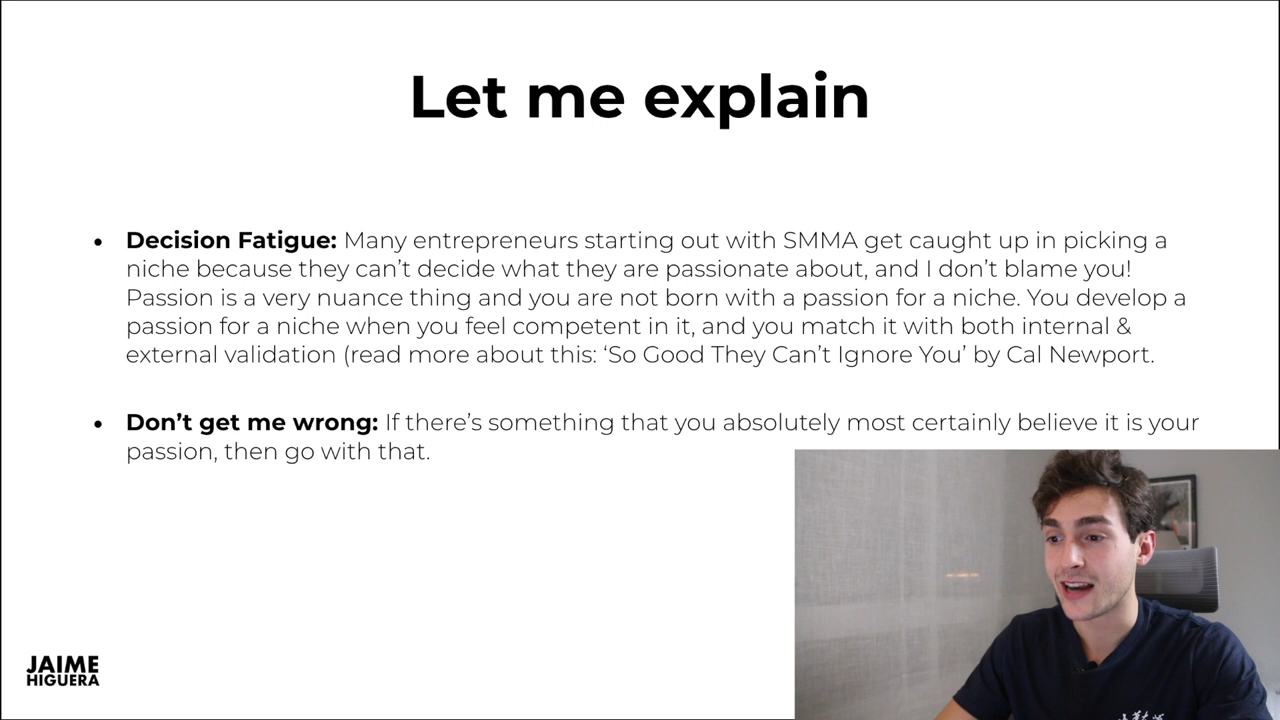 Let me explain
• Decision Fatigue: Many entrepreneurs starting out with SMMA get caught up in picking a
niche because they can’t decide what they are passionate about, and I don’t blame you!
Passion is a very nuance thing and you are not born with a passion for a niche. You develop a
passion for a niche when you feel competent in it, and you match it with both internal &
external validation (read more about this: ‘So Good They Can’t Ignore You’ by Cal Newport.
• Don’t get me wrong: If there’s something that you absolutely most certainly believe it is your
passion, then go with that.
JAIME
HIGUERA